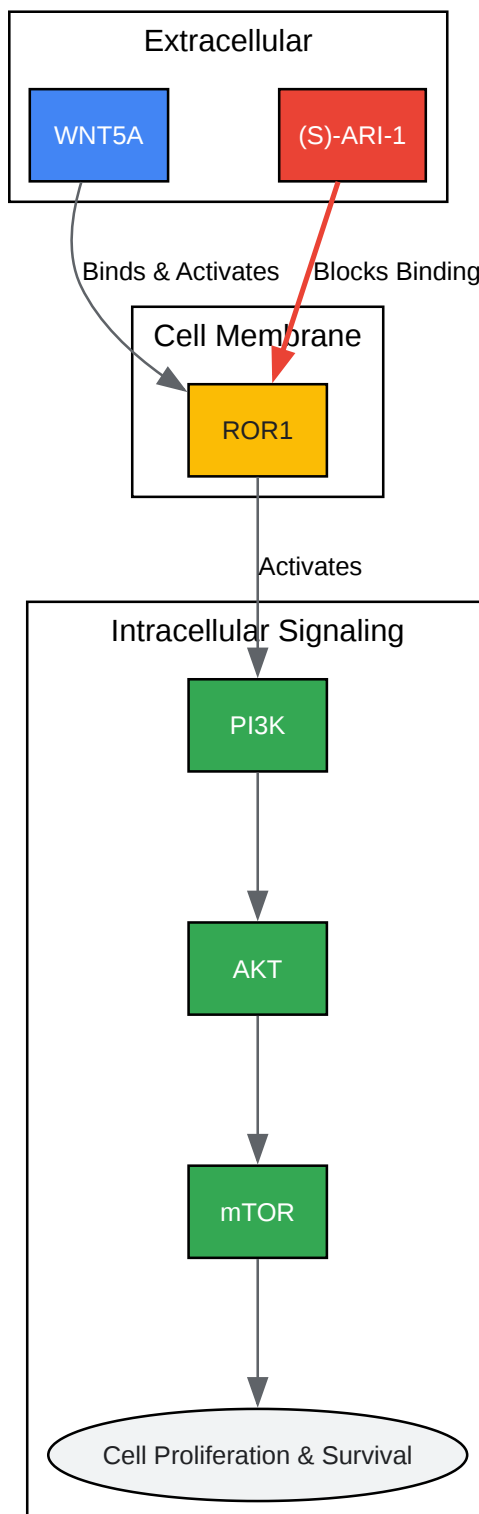 Extracellular
WNT5A
(S)-ARI-1
Binds & Activates
Blocks Binding
Cell Membrane
ROR1
Activates
Intracellular Signaling
PI3K
AKT
mTOR
Cell Proliferation & Survival